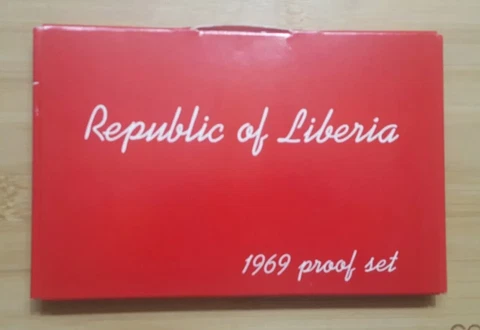 Republic of Liberia
1969 proof set